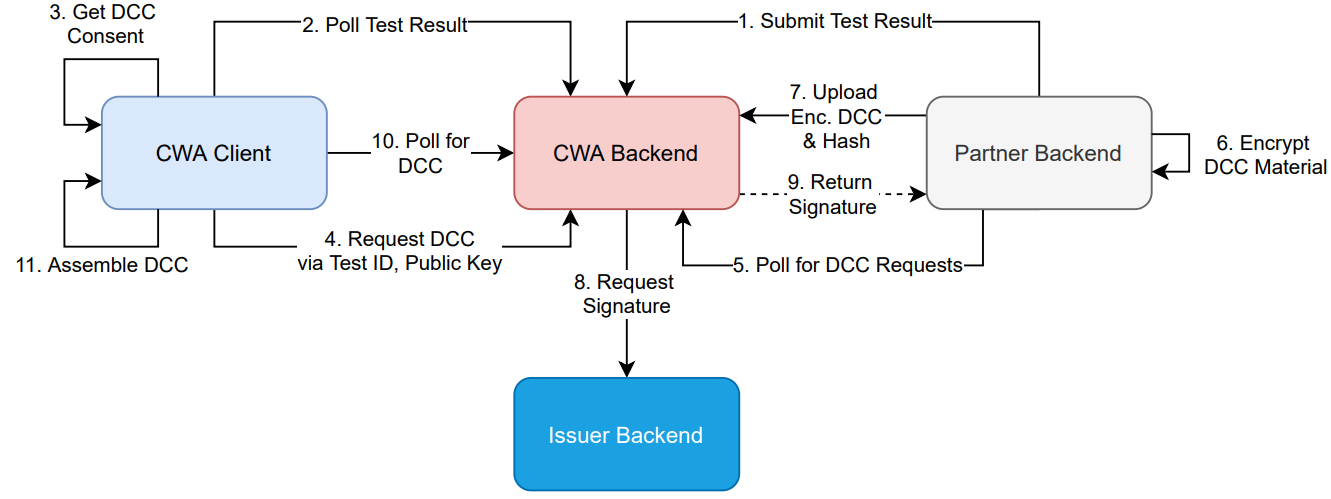 3. Get DCC
Consent
2. Poll Test Result
1. Submit Test Result
7. Upload
Enc. DCC
& Hash
CWA Client
10. Poll for
DCC
CWA Backend
Partner Backend
6. Encrypt
DCC Material
9. Return
Signature
4. Request DCC
via Test ID, Public Key
11. Assemble DCC
5. Poll for DCC Requests
8. Request
Signature
Issuer Backend